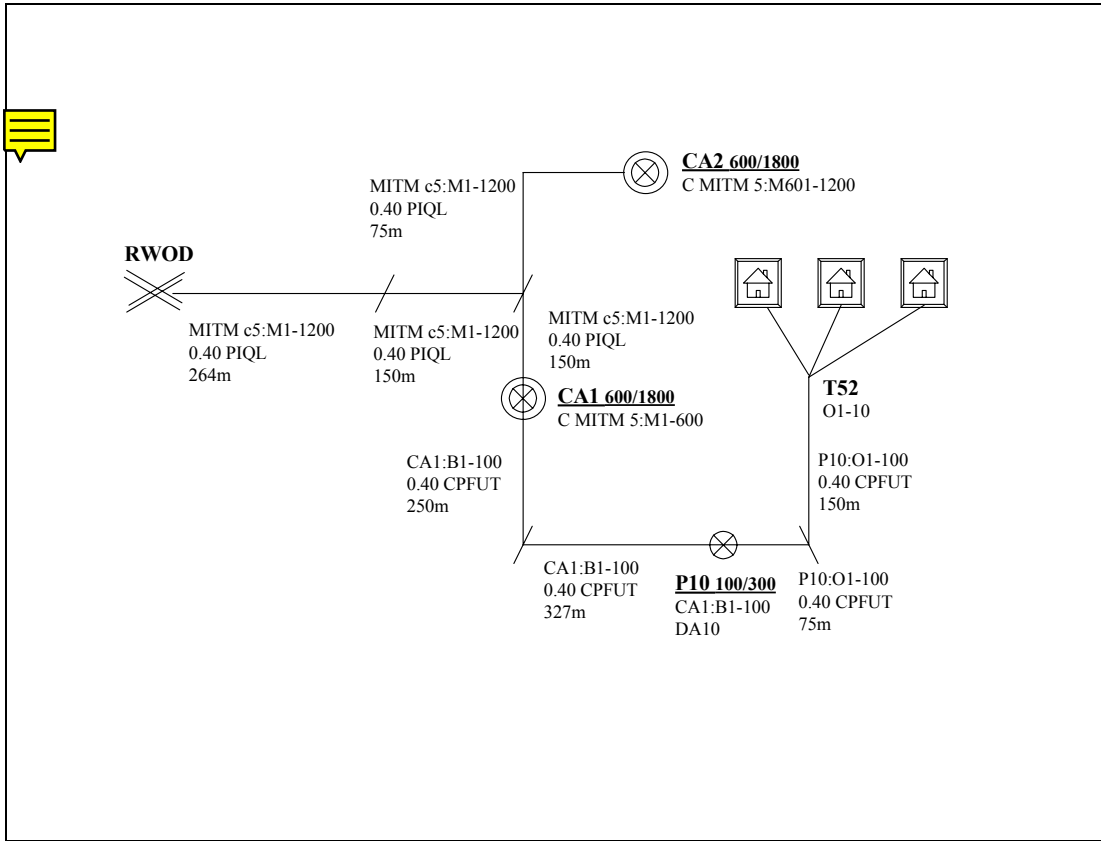 CA2 600/1800
C MITM 5:M601-1200
MITM c5:M1-1200
0.40 PIQL
75m
RWOD
MITM c5:M1-1200
0.40 PIQL
264m
MITM c5:M1-1200
0.40 PIQL
150m
MITM c5:M1-1200
0.40 PIQL
150m
CA1 600/1800
C MITM 5:M1-600
T52
O1-10
CA1:B1-100
0.40 CPFUT
250m
P10:O1-100
0.40 CPFUT
150m
CA1:B1-100
0.40 CPFUT
327m
P10 100/300
CA1:B1-100
DA10
P10:O1-100
0.40 CPFUT
75m